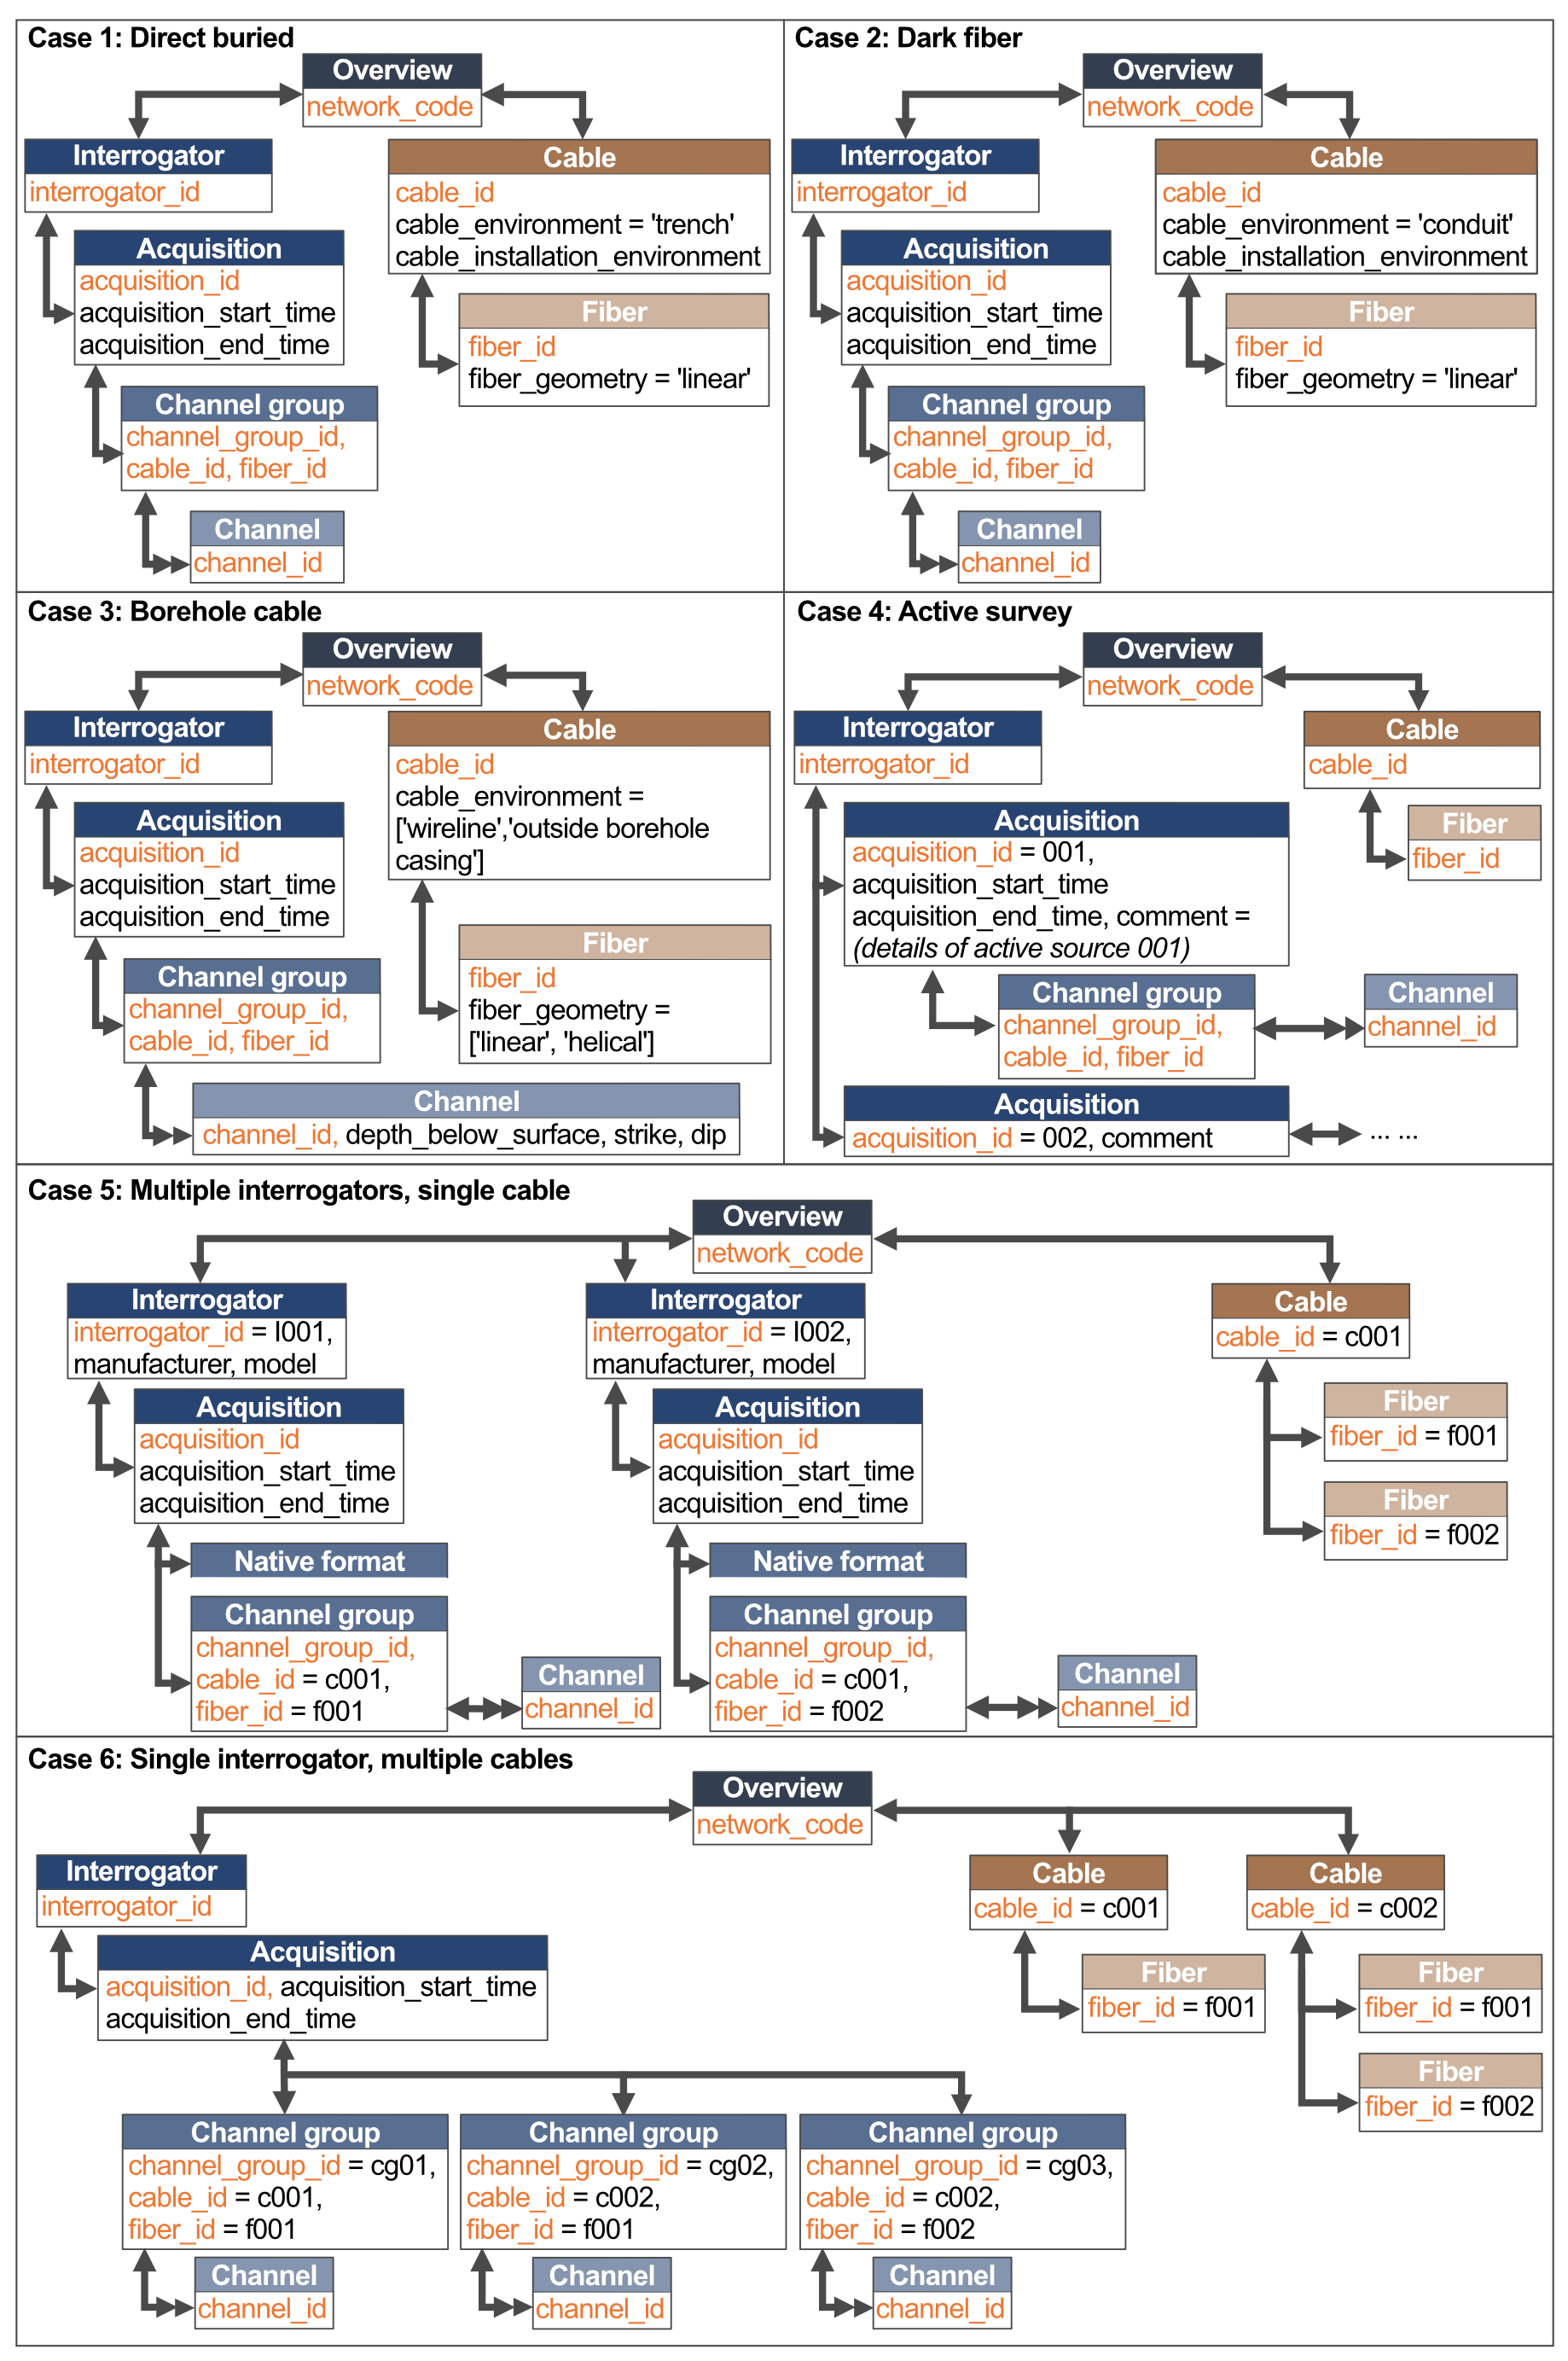 Case 1: Direct buried
Overview
network_code
Interrogator
interrogator_id
Acquisition
acquisition_id
acquisition_start_time
acquisition_end_time
Channel group
channel_group_id,
cable_id, fiber_id
Channel
channel_id
Cable
cable_id
cable_environment = 'trench'
cable_installation_environment
Fiber
fiber_id
fiber_geometry = 'linear'
Case 2: Dark fiber
Overview
network_code
Interrogator
interrogator_id
Acquisition
acquisition_id
acquisition_start_time
acquisition_end_time
Channel group
channel_group_id,
cable_id, fiber_id
Channel
channel_id
Cable
cable_id
cable_environment = 'conduit'
cable_installation_environment
Fiber
fiber_id
fiber_geometry = 'linear'
Case 3: Borehole cable
Overview
network_code
Interrogator
interrogator_id
Acquisition
acquisition_id
acquisition_start_time
acquisition_end_time
Channel group
channel_group_id,
cable_id, fiber_id
Channel
channel_id, depth_below_surface, strike, dip
Cable
cable_id
cable_environment =
['wireline','outside borehole
casing']
Fiber
fiber_id
fiber_geometry =
['linear', 'helical']
Case 4: Active survey
Overview
network_code
Interrogator
interrogator_id
Acquisition
acquisition_id = 001,
acquisition_start_time
acquisition_end_time, comment =
(details of active source 001)
Channel group
channel_group_id,
cable_id, fiber_id
Channel
channel_id
Acquisition
acquisition_id = 002, comment
... ...
Cable
cable_id
Fiber
fiber_id
Case 5: Multiple interrogators, single cable
Overview
network_code
Interrogator
interrogator_id = I001,
manufacturer, model
Acquisition
acquisition_id
acquisition_start_time
acquisition_end_time
Native format
Channel group
channel_group_id,
cable_id = c001,
fiber_id = f001
Channel
channel_id
Interrogator
interrogator_id = I002,
manufacturer, model
Acquisition
acquisition_id
acquisition_start_time
acquisition_end_time
Native format
Channel group
channel_group_id,
cable_id = c001,
fiber_id = f002
Channel
channel_id
Cable
cable_id = c001
Fiber
fiber_id = f001
Fiber
fiber_id = f002
Case 6: Single interrogator, multiple cables
Overview
network_code
Interrogator
interrogator_id
Acquisition
acquisition_id, acquisition_start_time
acquisition_end_time
Channel group
channel_group_id = cg01,
cable_id = c001,
fiber_id = f001
Channel
channel_id
Channel group
channel_group_id = cg02,
cable_id = c002,
fiber_id = f001
Channel
channel_id
Channel group
channel_group_id = cg03,
cable_id = c002,
fiber_id = f002
Channel
channel_id
Cable
cable_id = c001
Fiber
fiber_id = f001
Cable
cable_id = c002
Fiber
fiber_id = f001
Fiber
fiber_id = f002